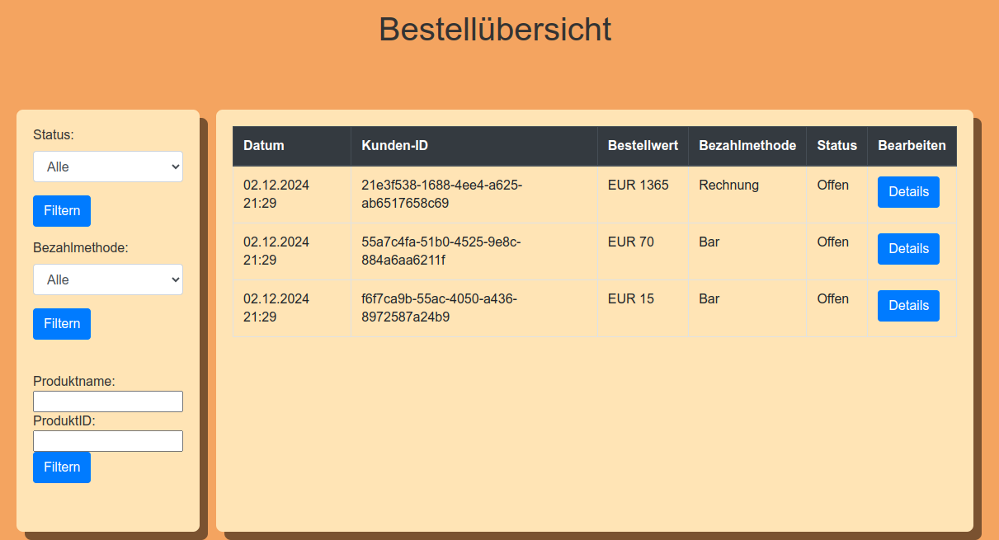 Bestellübersicht
Status:
Alle
Filtern
Bezahlmethode:
Alle
Filtern
Produktname:
ProduktID:
Filtern
Datum Kunden-ID Bestellwert Bezahlmethode Status Bearbeiten
02.12.2024 21e3f538-1688-4ee4-a625- EUR 1365 Rechnung Offen Details
21:29 ab6517658c69
02.12.2024 55a7c4fa-51b0-4525-9e8c- EUR 70 Bar Offen Details
21:29 884a6aa6211f
02.12.2024 f6f7ca9b-55ac-4050-a436- EUR 15 Bar Offen Details
21:29 8972587a24b9